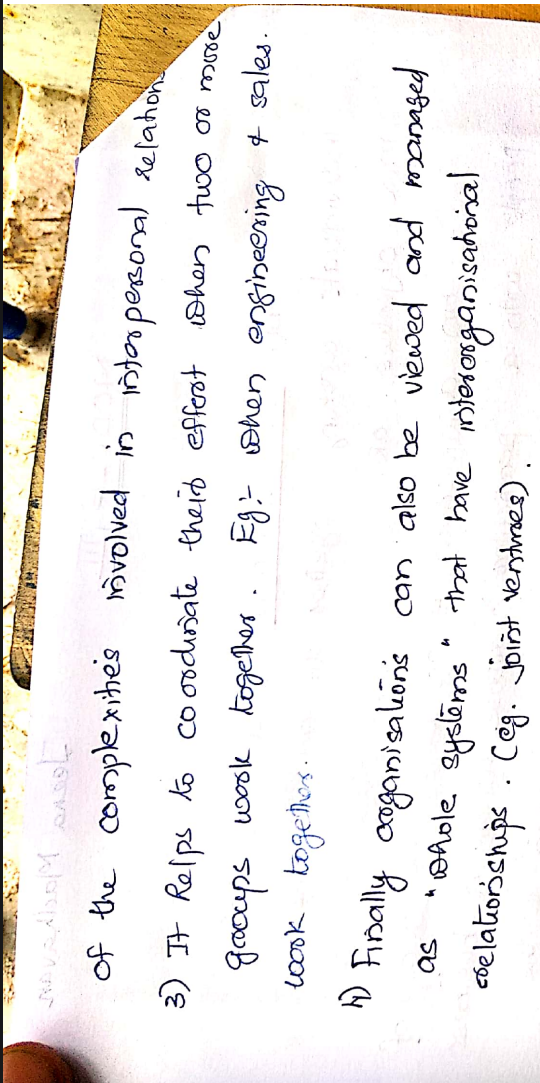 of the complexities involved in interpersonal relation
3) It helps to coordinate their effort when two or more
groups work together. Eg:- when engineering & sales.
work together.
4) Finally organisations can also be viewed and managed
as "whole systems" that have interorganisational
relationships. (eg. joint ventures).